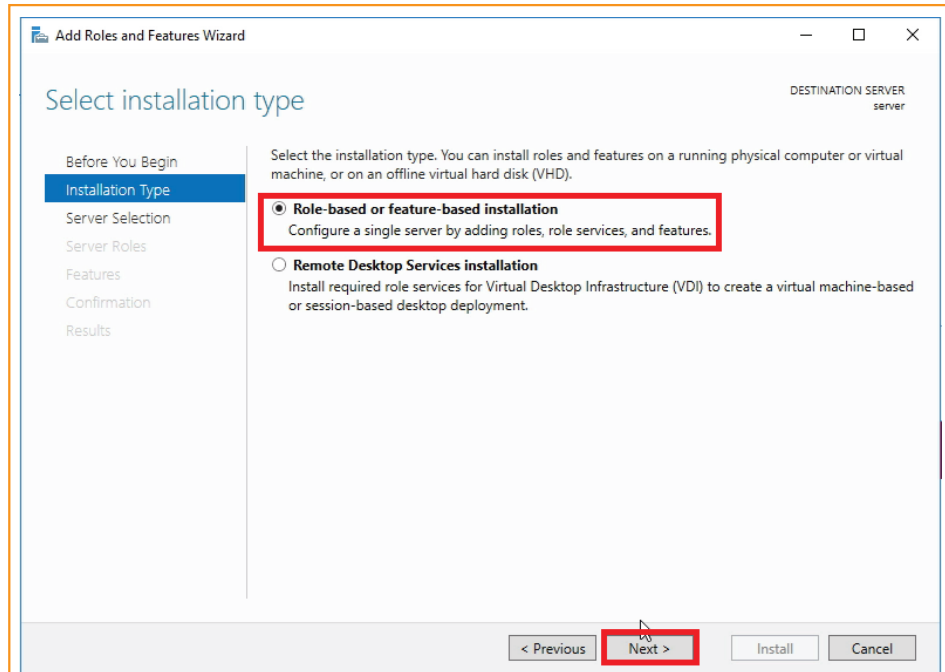 Add Roles and Features Wizard
Select installation type
DESTINATION SERVER
server
Before You Begin
Installation Type
Server Selection
Server Roles
Features
Confirmation
Results
Select the installation type. You can install roles and features on a running physical computer or virtual
machine, or on an offline virtual hard disk (VHD).
Role-based or feature-based installation
Configure a single server by adding roles, role services, and features.
Remote Desktop Services installation
Install required role services for Virtual Desktop Infrastructure (VDI) to create a virtual machine-based
or session-based desktop deployment.
< Previous
Next >
Install
Cancel